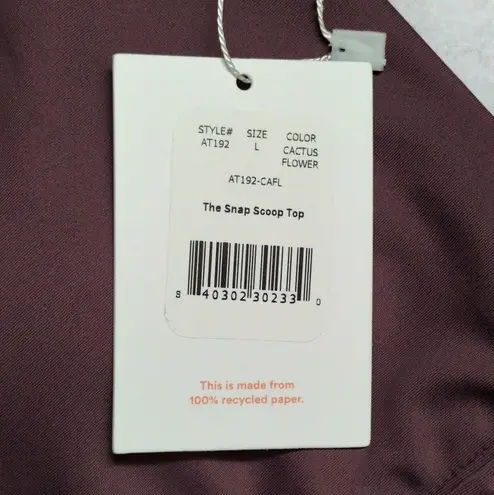 STYLE# SIZE COLOR
AT192 L CACTUS
FLOWER
AT192-CAFL
The Snap Scoop Top
S 40302 30233 0
This is made from
100% recycled paper.